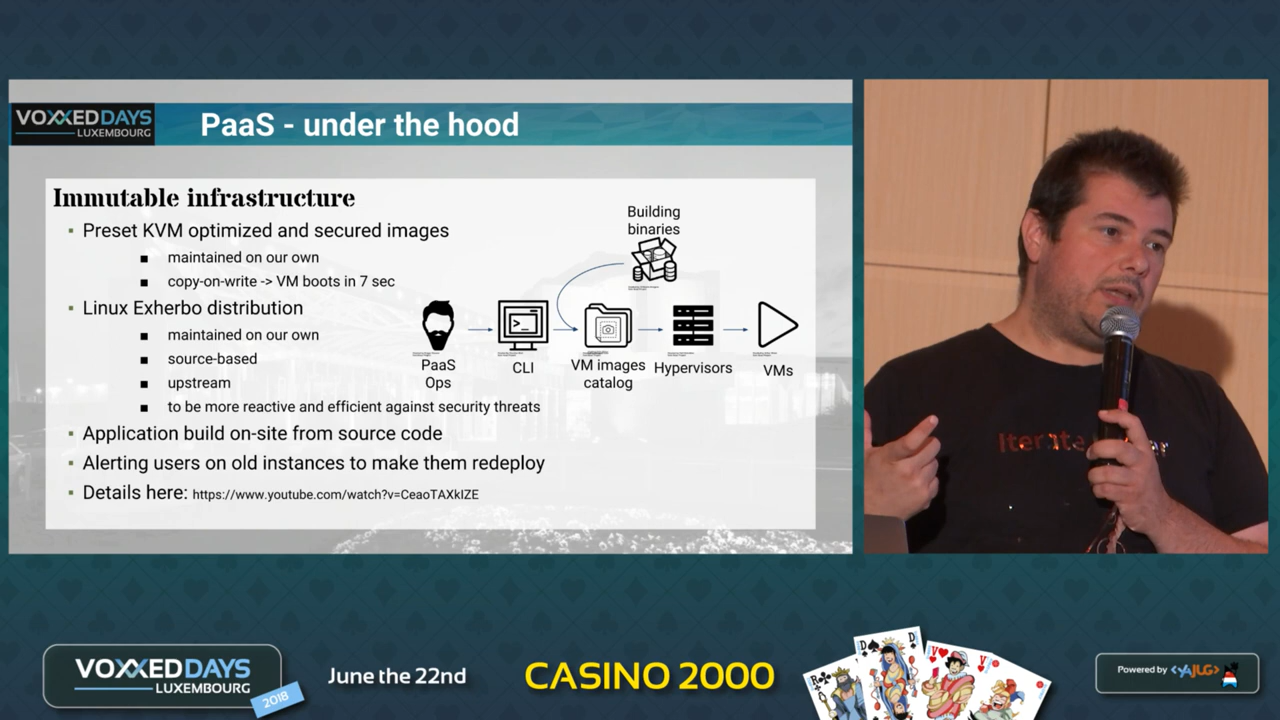 VOXXEDDAYS
LUXEMBOURG
PaaS - under the hood
Immutable infrastructure
Preset KVM optimized and secured images
maintained on our own
copy-on-write -> VM boots in 7 sec
Linux Exherbo distribution
maintained on our own
source-based
upstream
to be more reactive and efficient against security threats
Application build on-site from source code
Alerting users on old instances to make them redeploy
Details here: https://www.youtube.com/watch?v=CeaoTAXkIZE
Building
binaries
PaaS
Ops
CLI
VM images
catalog
Hypervisors
VMs
VOXXEDDAYS
LUXEMBOURG
2018
June the 22nd
CASINO 2000
R
D
D
V
V
Powered by <YAJUG>